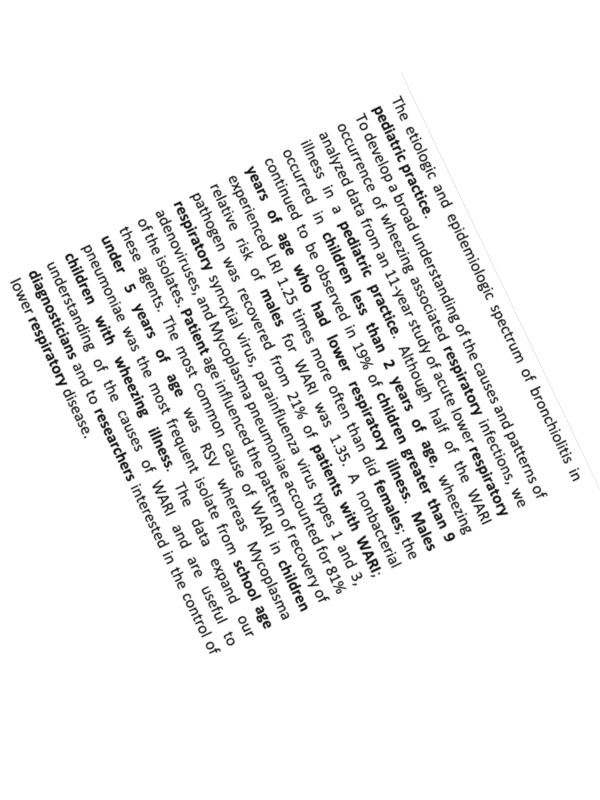 The etiologic and epidemiologic spectrum of bronchiolitis in
pediatric practice.
To develop a broad understanding of the causes and patterns of
occurrence of wheezing associated respiratory infections, we
analyzed data from an 11-year study of acute lower respiratory
illness in a pediatric practice. Although half of the WARI
occurred in children less than 2 years of age, wheezing
continued to be observed in 19% of children greater than 9
years of age who had lower respiratory illness. Males
experienced LRI 1.25 times more often than did females; the
relative risk of males for WARI was 1.35. A nonbacterial
pathogen was recovered from 21% of patients with WARI;
respiratory syncytial virus, parainfluenza virus types 1 and 3,
adenoviruses, and Mycoplasma pneumoniae accounted for 81%
of the isolates. Patient age influenced the pattern of recovery of
these agents. The most common cause of WARI in children
under 5 years of age was RSV whereas Mycoplasma
pneumoniae was the most frequent isolate from school age
children with wheezing illness. The data expand our
understanding of the causes of WARI and are useful to
diagnosticians and to researchers interested in the control of
lower respiratory disease.